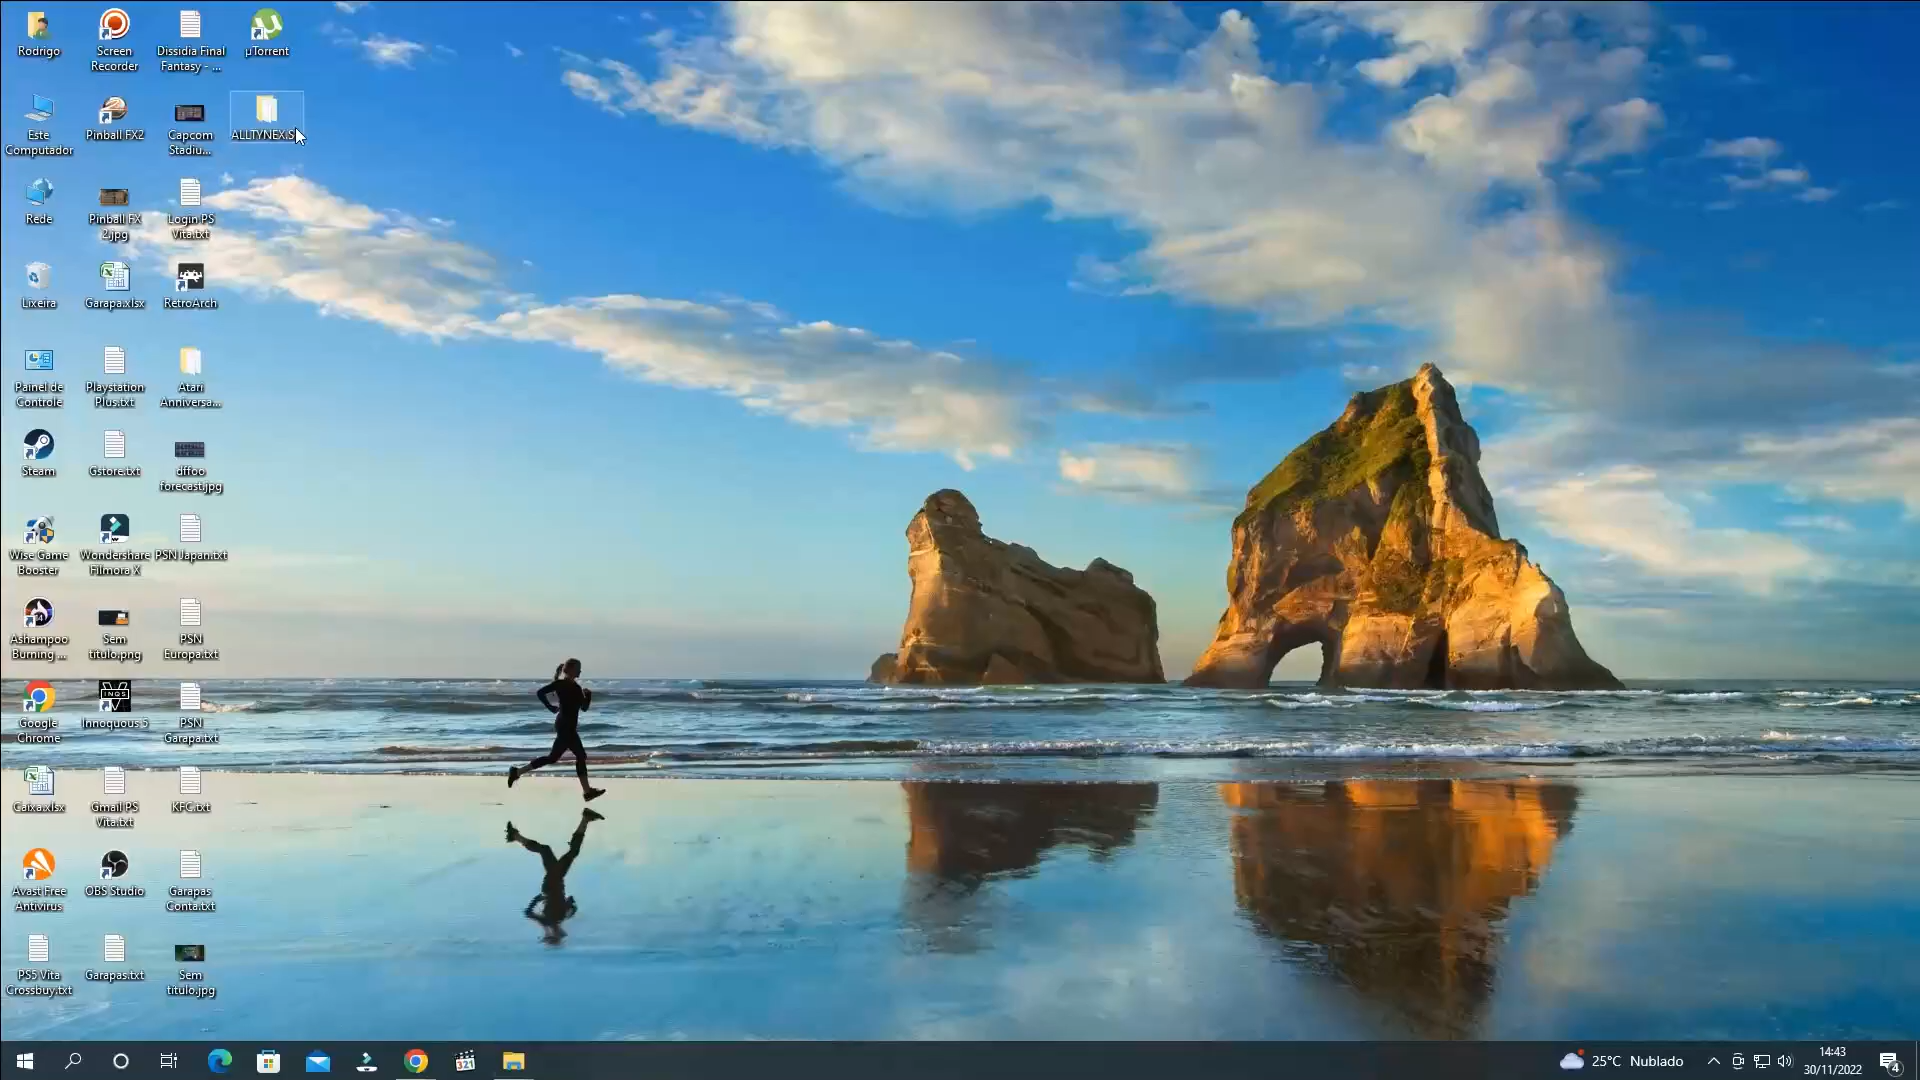 Rodrigo
Screen
Recorder
Dissidia Final
Fantasy - ...
µTorrent
Este
Computador
Pinball FX2
Capcom
Stadiu...
ALLTYNEX.S
Rede
Pinball FX
2.jpg
Login PS
Vita.txt
Lixeira
Garapa.xlsx
RetroArch
Painel de
Controle
Playstation
Plus.txt
Atari
Anniversa...
Steam
Gstore.txt
dffoo
forecast.jpg
Wise Game
Booster
Wondershare
Filmora X
PSN Japan.txt
Ashampoo
Burning ...
Sem
título.png
PSN
Europa.txt
Google
Chrome
INQS
Innoquous 5
PSN
Garapa.txt
Caixa.xlsx
Gmail PS
Vita.txt
KFC.txt
Avast Free
Antivirus
OBS Studio
Garapas
Conta.txt
PS5 Vita
Crossbuy.txt
Garapas.txt
Sem
título.jpg
321
25°C Nublado
14:43
30/11/2022
4